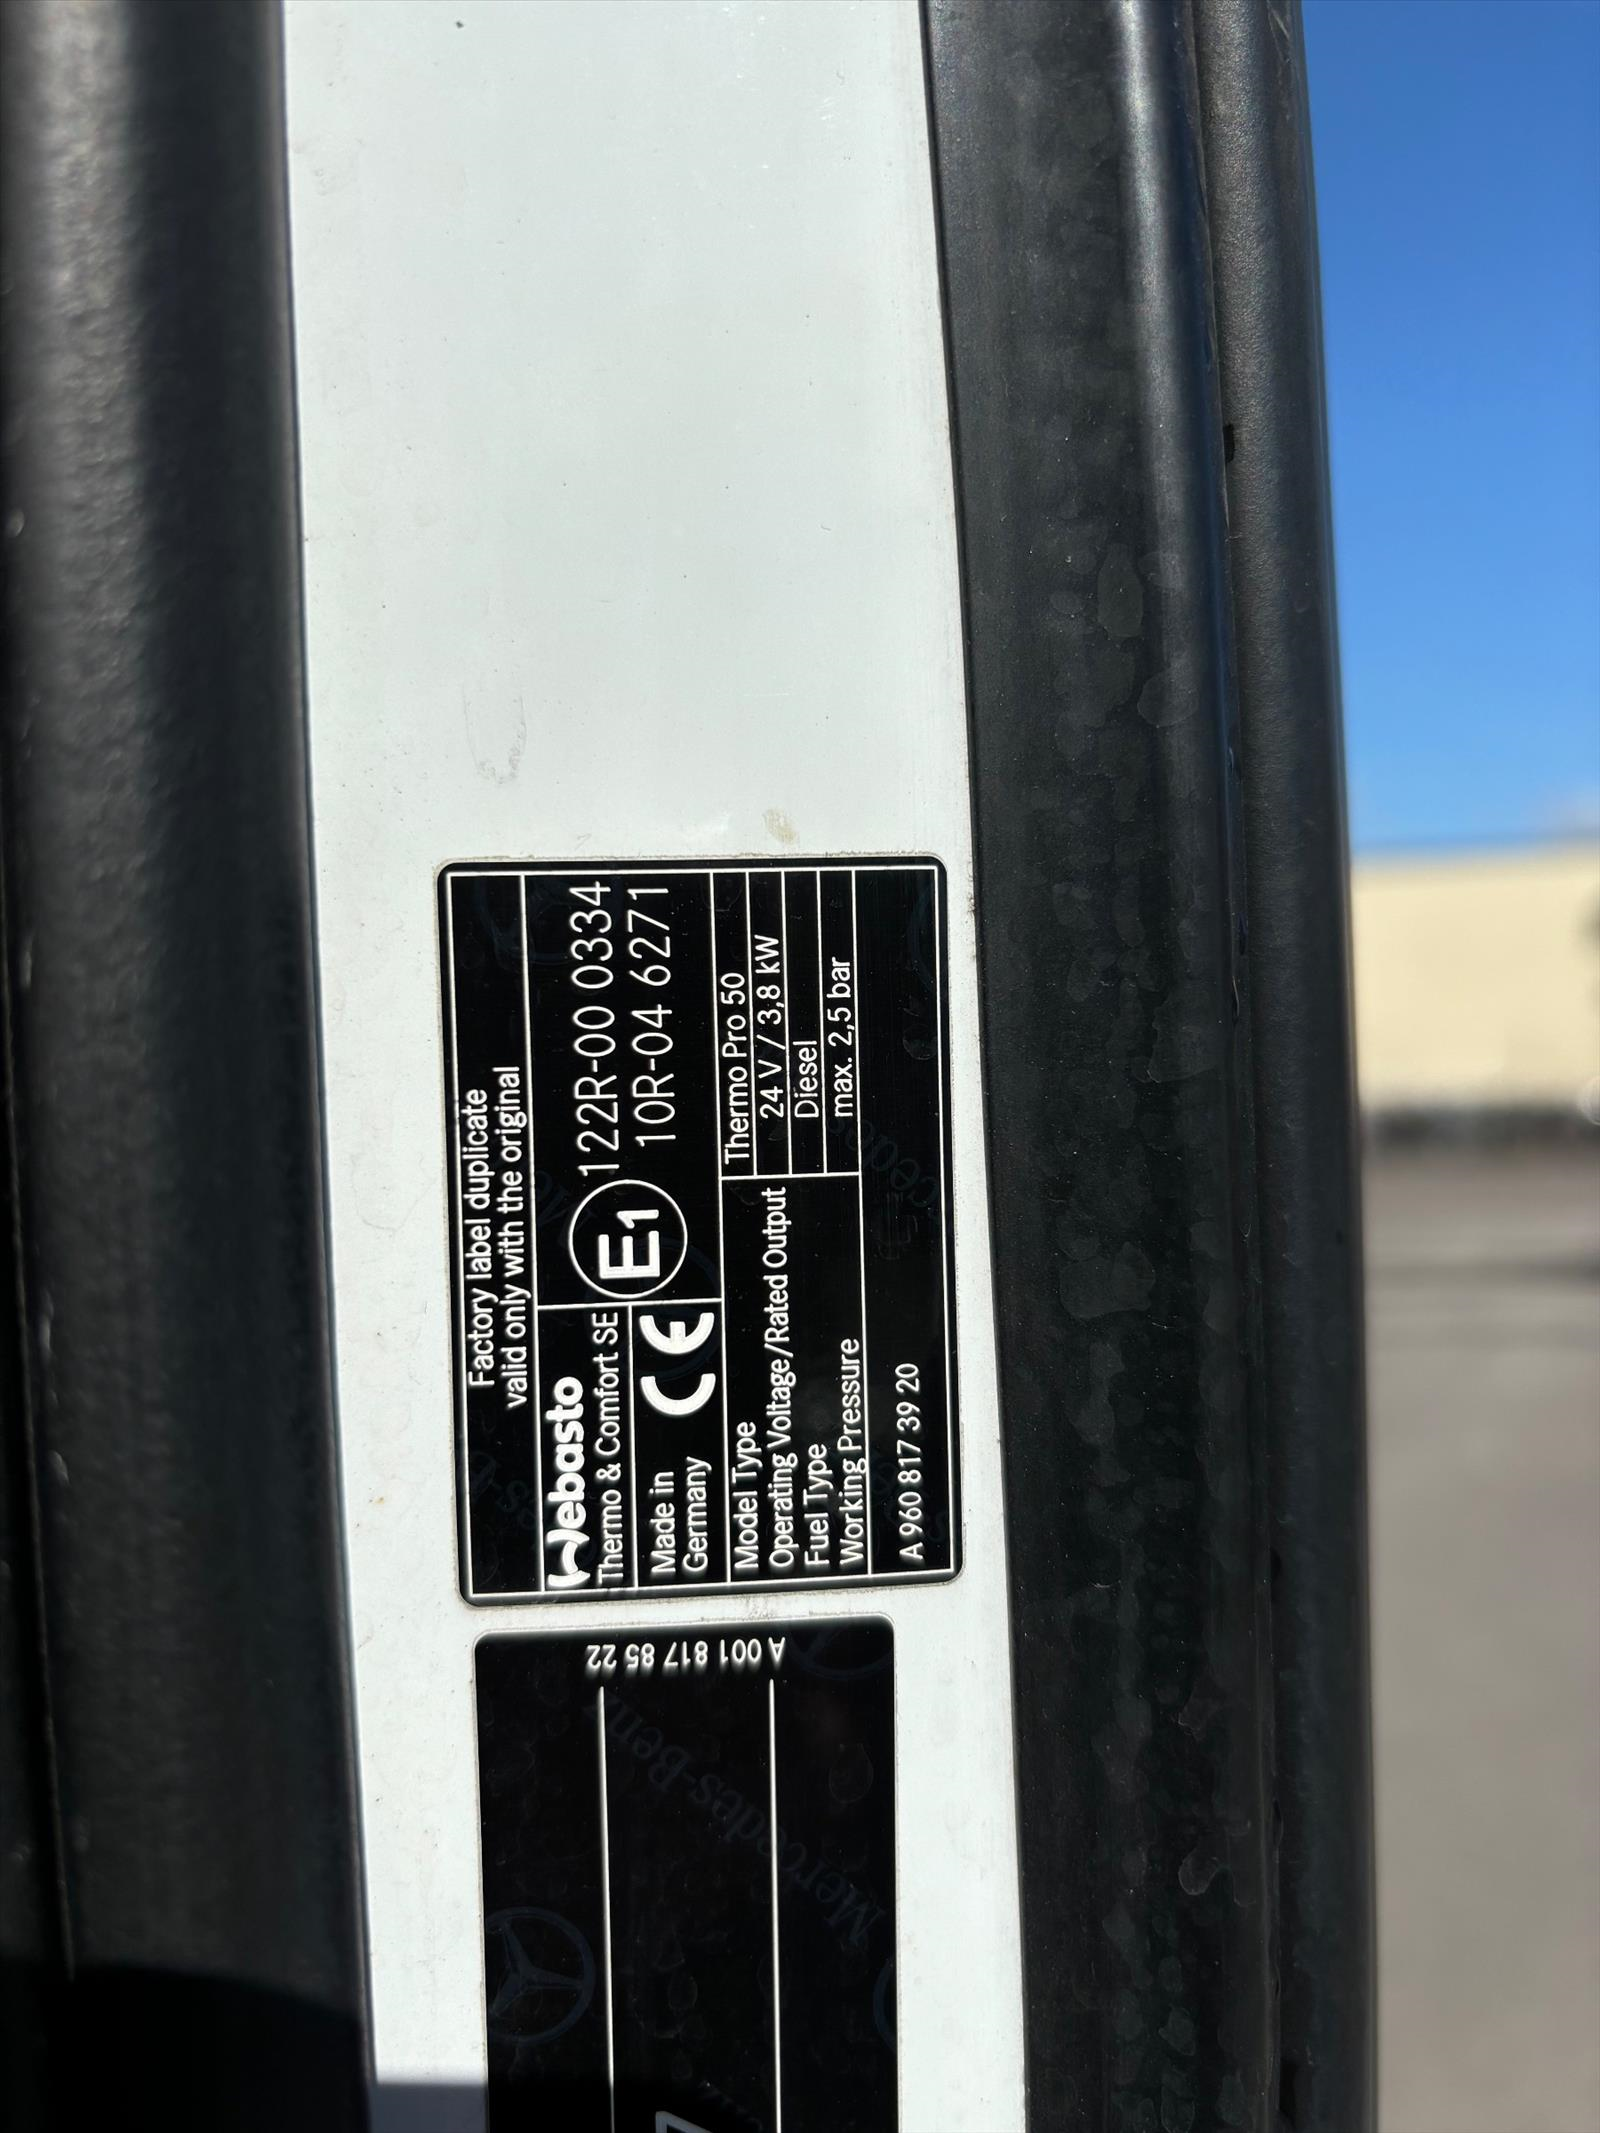 Factory label duplicate
valid only with the original
Webasto
Thermo & Comfort SE
Made in
Germany
CE
E1
122R-00 0334
10R-04 6271
Model Type Thermo Pro 50
Operating Voltage/Rated Output 24 V / 3,8 kW
Fuel Type Diesel
Working Pressure max. 2,5 bar
A 960 817 39 20
A 001 817 85 22
Mercedes-Benz